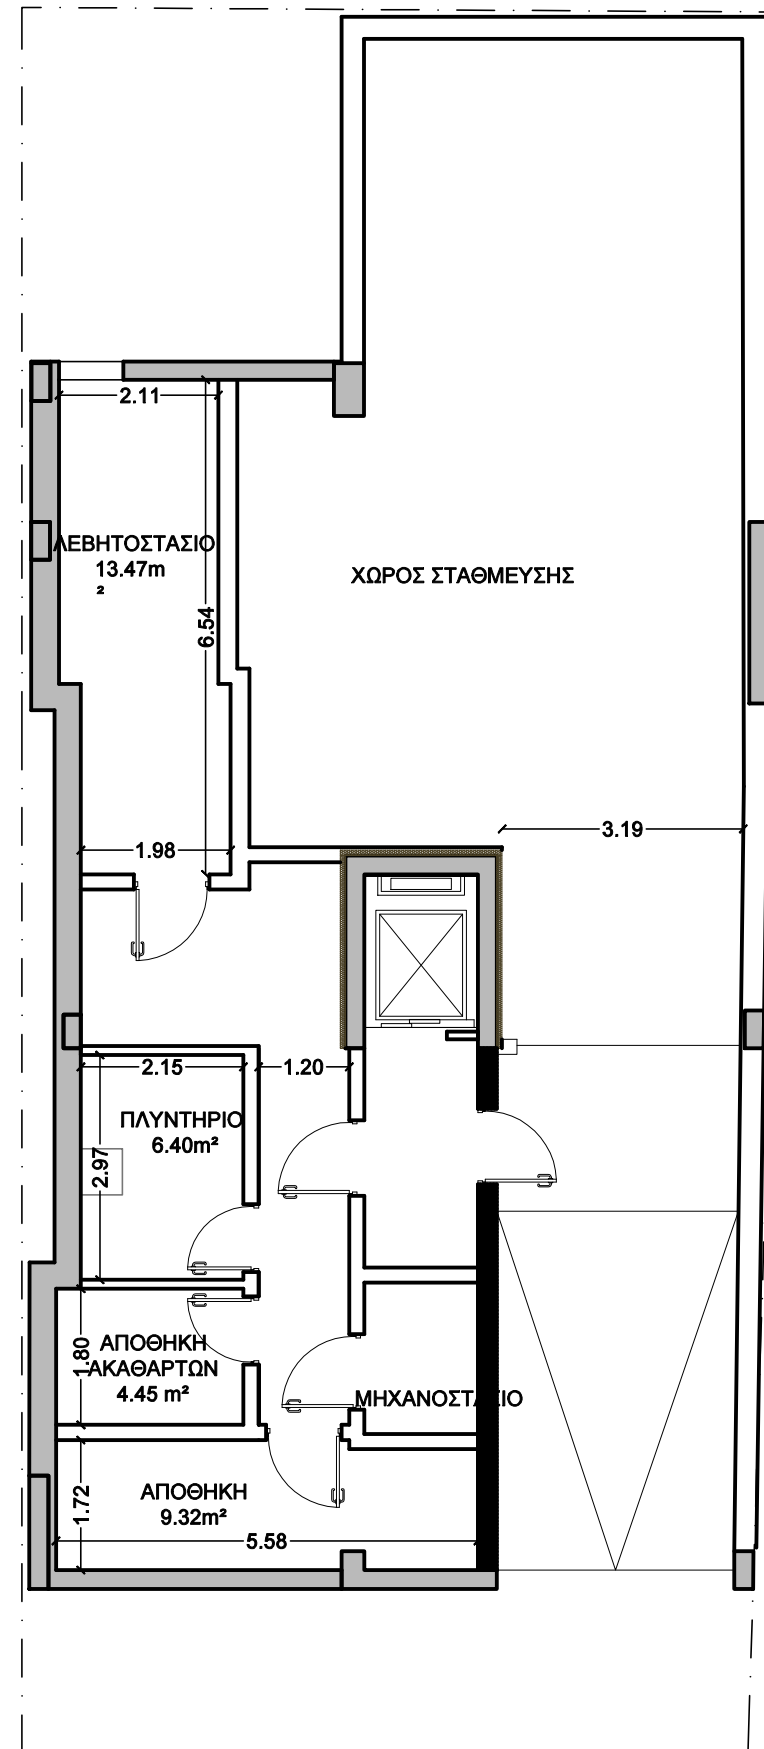 2.11
ΛΕΒΗΤΟΣΤΑΣΙΟ
13.47m
²
ΧΩΡΟΣ ΣΤΑΘΜΕΥΣΗΣ
6.54
3.19
1.98
2.15
1.20
ΠΛΥΝΤΗΡΙΟ
6.40m²
2.97
ΑΠΟΘΗΚΗ
ΑΚΑΘΑΡΤΩΝ
4.45 m²
1.80
ΜΗΧΑΝΟΣΤΑΣΙΟ
ΑΠΟΘΗΚΗ
9.32m²
1.72
5.58